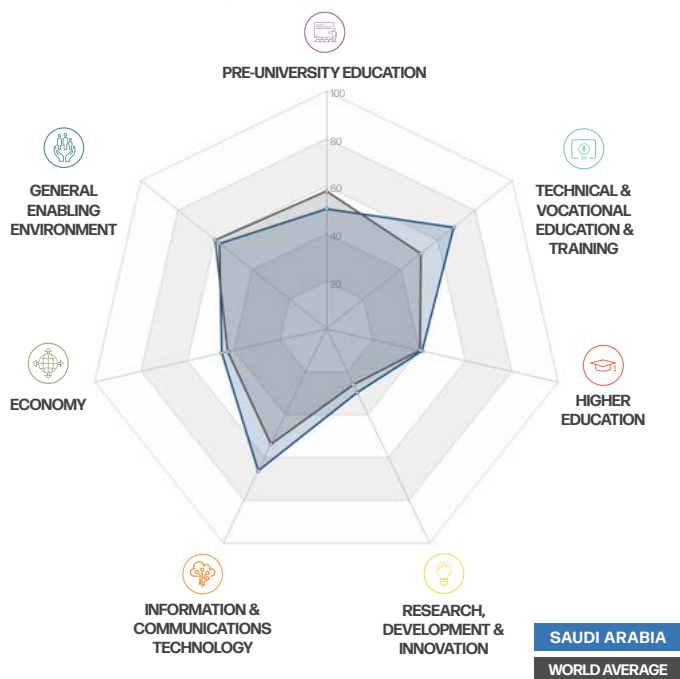 PRE-UNIVERSITY EDUCATION
100
80
60
40
20
GENERAL
ENABLING
ENVIRONMENT
TECHNICAL &
VOCATIONAL
EDUCATION &
TRAINING
ECONOMY
HIGHER
EDUCATION
INFORMATION &
COMMUNICATIONS
TECHNOLOGY
RESEARCH,
DEVELOPMENT &
INNOVATION
SAUDI ARABIA
WORLD AVERAGE